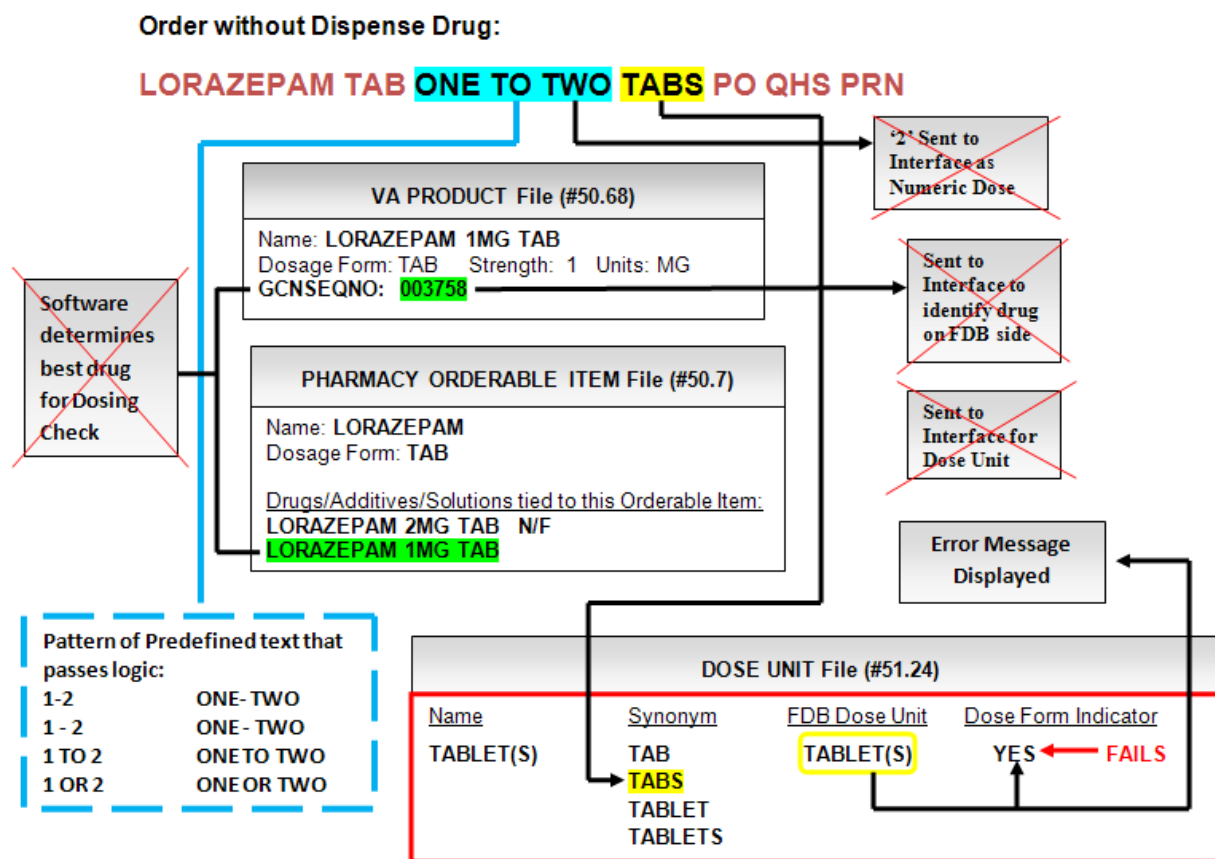 Order without Dispense Drug:
LORAZEPAM TAB ONE TO TWO TABS PO QHS PRN
‘2’ Sent to
Interface as
Numeric Dose
VA PRODUCT File (#50.68)
Name: LORAZEPAM 1MG TAB
Dosage Form: TAB Strength: 1 Units: MG
GCNSEQNO: 003758
Sent to
Interface to
identify drug
on FDB side
Software
determines
best drug
for Dosing
Check
PHARMACY ORDERABLE ITEM File (#50.7)
Name: LORAZEPAM
Dosage Form: TAB
Drugs/Additives/Solutions tied to this Orderable Item:
LORAZEPAM 2MG TAB N/F
LORAZEPAM 1MG TAB
Sent to
Interface for
Dose Unit
Error Message
Displayed
Pattern of Predefined text that
passes logic:
1-2 ONE- TWO
1 - 2 ONE - TWO
1 TO 2 ONE TO TWO
1 OR 2 ONE OR TWO
DOSE UNIT File (#51.24)
Name Synonym FDB Dose Unit Dose Form Indicator
TABLET(S) TAB TABLET(S) YES FAILS
TABS
TABLET
TABLETS